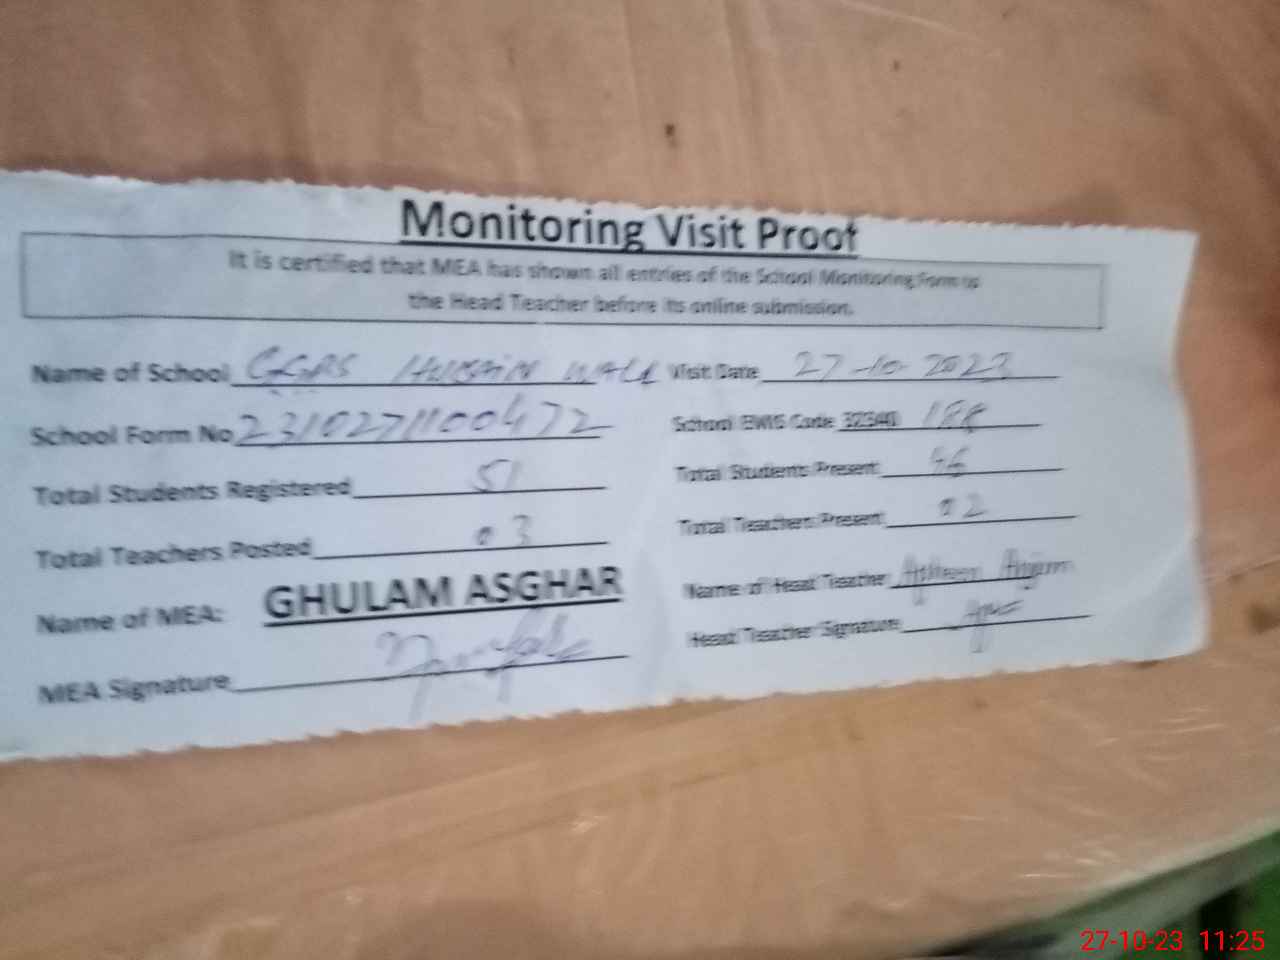 Monitoring Visit Proof
It is certified that MEA has shown all entries of the School Monitoring Form to
the Head Teacher before its online submission.
Name of School GGPS HUSSAIN WALI Visit Date 27-10-2023
School Form No 2310271100472 School EMIS Code 32340 188
Total Students Registered 51 Total Students Present 46
Total Teachers Posted 03 Total Teachers Present 02
Name of MEA: GHULAM ASGHAR Name of Head Teacher Anjum
MEA Signature Head Teacher Signature
27-10-23 11:25